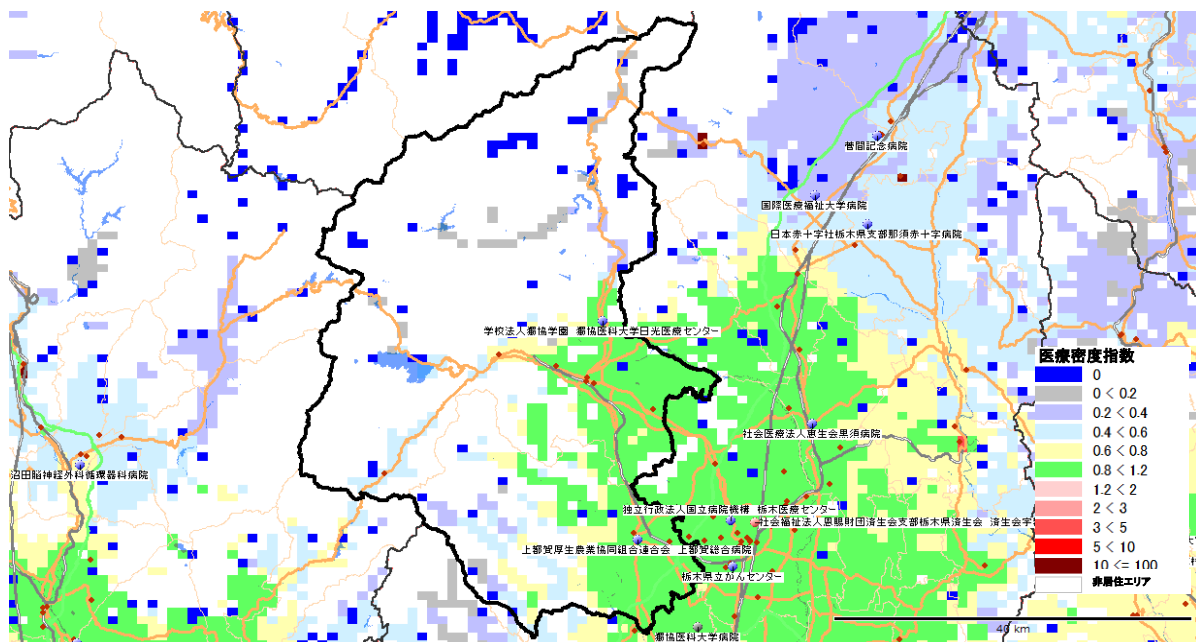 菅間記念病院
国際医療福祉大学病院
日本赤十字社栃木県支部那須赤十字病院
学校法人獨協学園 獨協医科大学日光医療センター
医療密度指数
0
0 < 0.2
0.2 < 0.4
0.4 < 0.6
0.6 < 0.8
0.8 < 1.2
1.2 < 2
2 < 3
3 < 5
5 < 10
10 <= 100
非居住エリア
社会医療法人恵生会黒須病院
沼田脳神経外科循環器科病院
独立行政法人国立病院機構 栃木医療センター
社会福祉法人恩賜財団済生会支部栃木県済生会 済生会宇
上都賀厚生農業協同組合連合会 上都賀総合病院
栃木県立がんセンター
獨協医科大学病院
40 km